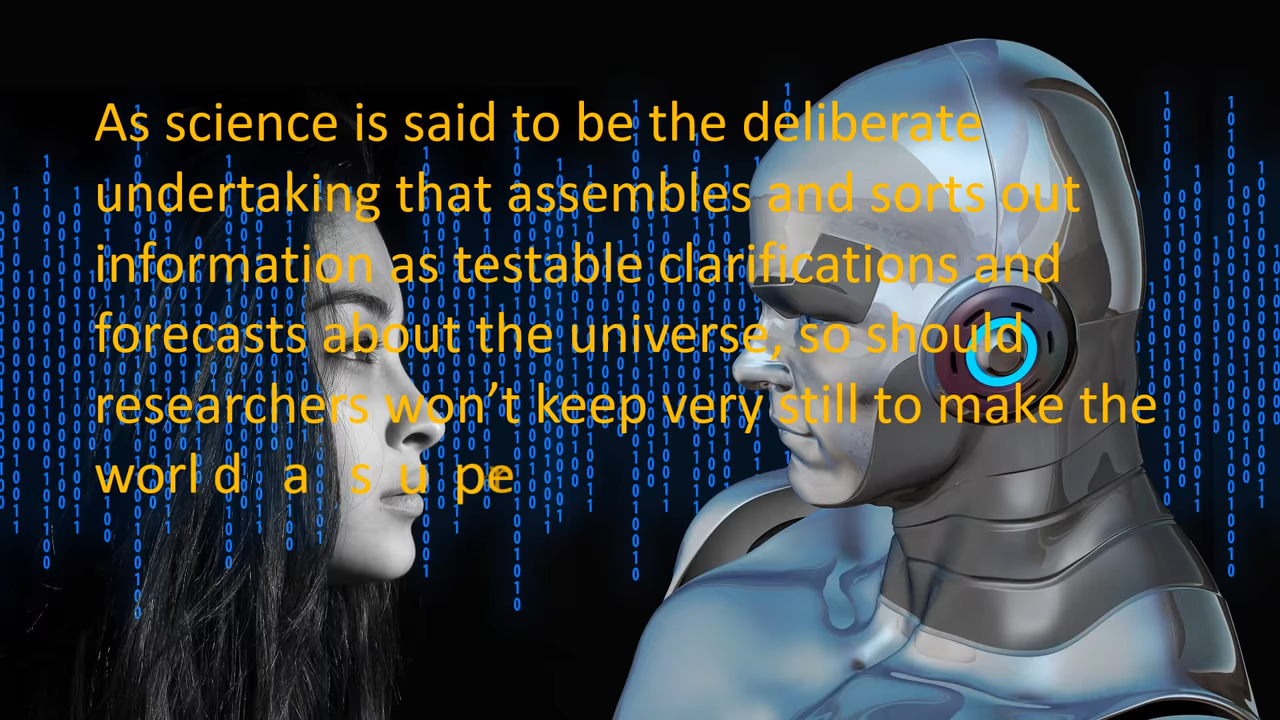 As science is said to be the deliberate
undertaking that assembles and sorts out
information as testable clarifications and
forecasts about the universe, so should
researchers won’t keep very still to make the
world a s u pe